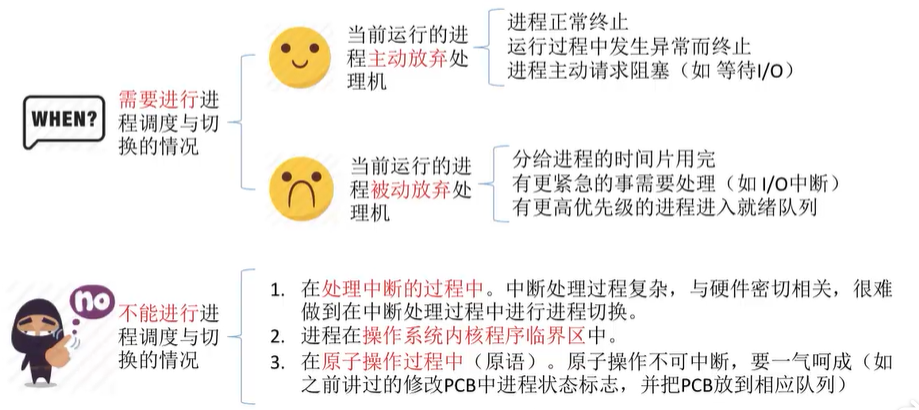 WHEN?
需要进行进
程调度与切
换的情况
当前运行的进
程主动放弃处
理机
进程正常终止
运行过程中发生异常而终止
进程主动请求阻塞（如 等待I/O）
当前运行的进
程被动放弃处
理机
分给进程的时间片用完
有更紧急的事需要处理（如 I/O中断）
有更高优先级的进程进入就绪队列
no
不能进行进
程调度与切
换的情况
1. 在处理中断的过程中。中断处理过程复杂，与硬件密切相关，很难
做到在中断处理过程中进行进程切换。
2. 进程在操作系统内核程序临界区中。
3. 在原子操作过程中（原语）。原子操作不可中断，要一气呵成（如
之前讲过的修改PCB中进程状态标志，并把PCB放到相应队列）